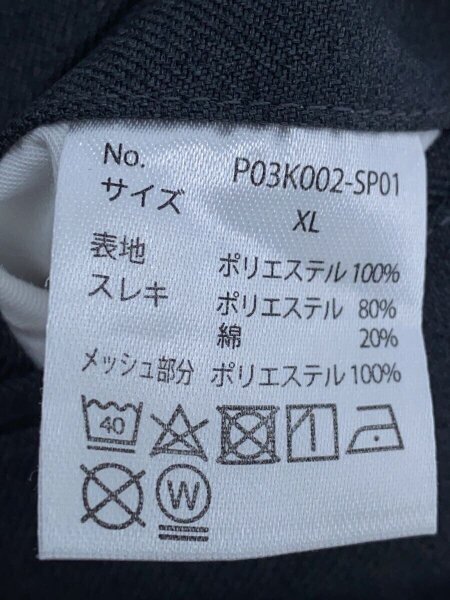 No. P03K002-SP01
サイズ XL
表地 ポリエステル 100%
スレキ ポリエステル 80%
綿 20%
メッシュ部分 ポリエステル 100%
40
W